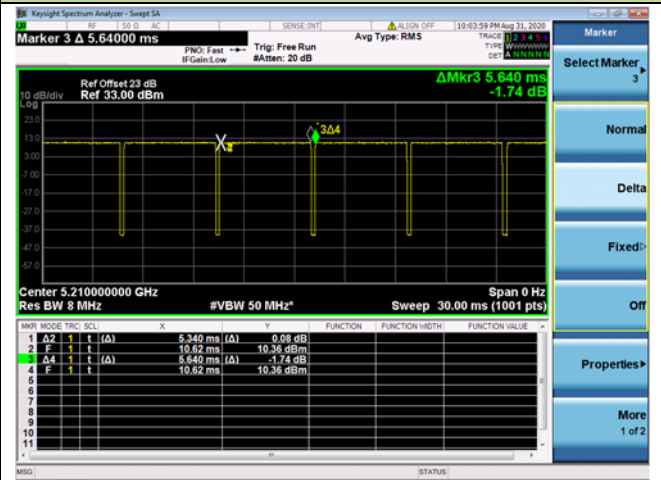 Keysight Spectrum Analyzer - Swept SA
RF 50 Ω AC SENSE:INT ALIGN OFF 10:03:59 PM Aug 31, 2020
Marker 3 Δ 5.64000 ms
PNO: Fast
IFGain:Low
Trig: Free Run
#Atten: 20 dB
Avg Type: RMS
TRACE 1 2 3 4 5 6
TYPE WWWWWW
DET A N N N N N
Ref Offset 23 dB
Ref 33.00 dBm
10 dB/div
Log
ΔMkr3 5.640 ms
-1.74 dB
23.0
13.0
3.00
-7.00
-17.0
-27.0
-37.0
-47.0
-57.0
3Δ4
Center 5.210000000 GHz
Span 0 Hz
Res BW 8 MHz
#VBW 50 MHz*
Sweep 30.00 ms (1001 pts)
MKR MODE TRC SCL X Y FUNCTION FUNCTION WIDTH FUNCTION VALUE
1 Δ2 1 t (Δ) 5.340 ms (Δ) 0.08 dB
2 F 1 t 10.62 ms 10.36 dBm
3 Δ4 1 t (Δ) 5.640 ms (Δ) -1.74 dB
4 F 1 t 10.62 ms 10.36 dBm
5
6
7
8
9
10
11
MSG
STATUS
Marker
Select Marker
3
Normal
Delta
Fixed
Off
Properties
More
1 of 2